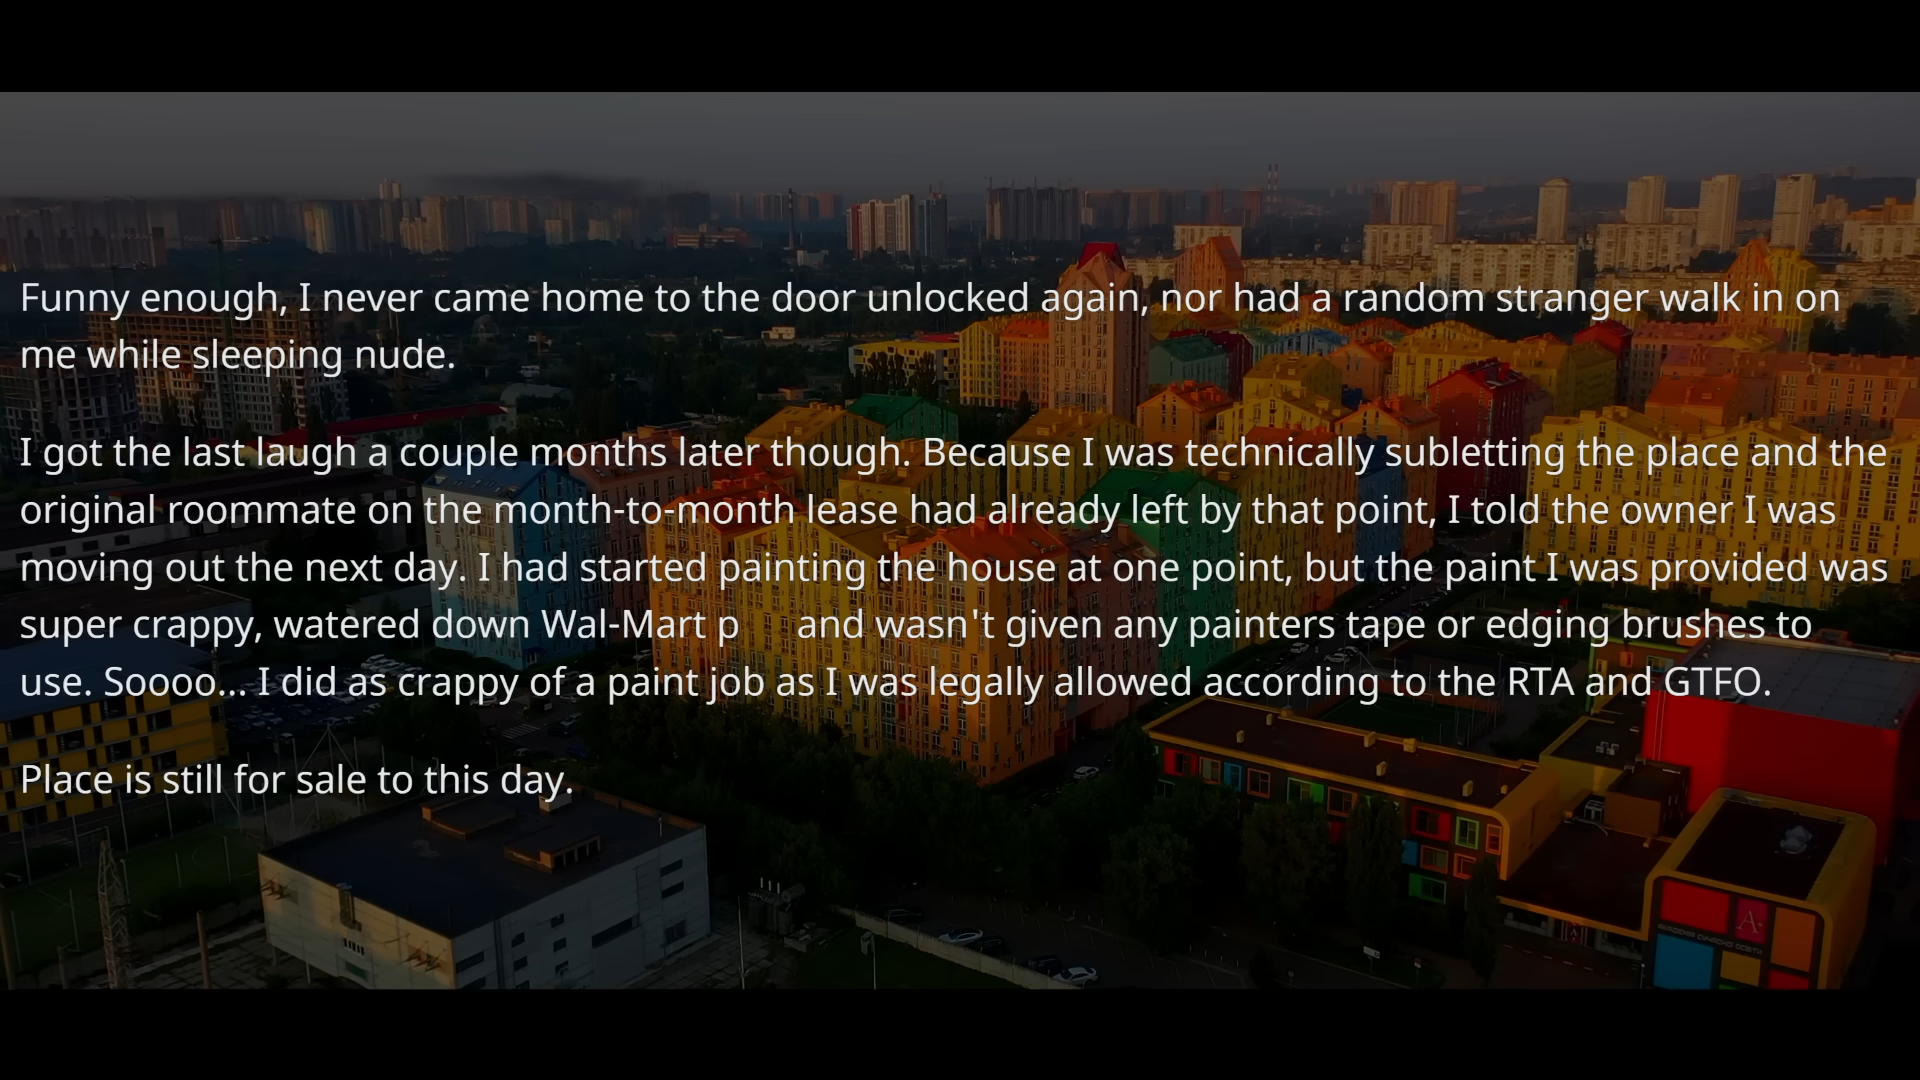 Funny enough, I never came home to the door unlocked again, nor had a random stranger walk in on
me while sleeping nude.
I got the last laugh a couple months later though. Because I was technically subletting the place and the
original roommate on the month-to-month lease had already left by that point, I told the owner I was
moving out the next day. I had started painting the house at one point, but the paint I was provided was
super crappy, watered down Wal-Mart p and wasn't given any painters tape or edging brushes to
use. Soooo... I did as crappy of a paint job as I was legally allowed according to the RTA and GTFO.
Place is still for sale to this day.
A+